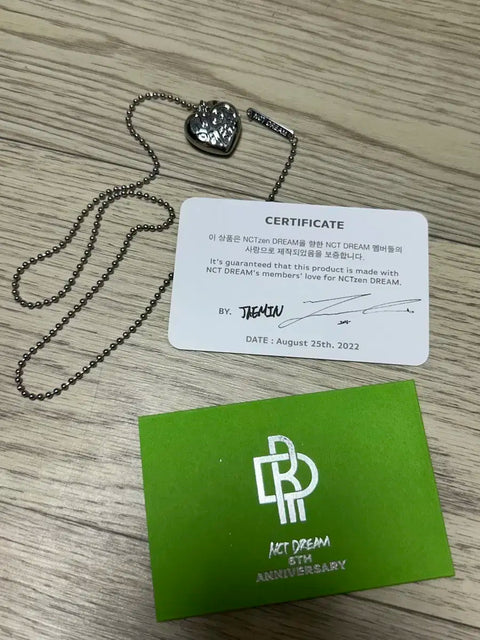 NCT DREAM
CERTIFICATE
이 상품은 NCTzen DREAM을 향한 NCT DREAM 멤버들의
사랑으로 제작되었음을 보증합니다.
It's guaranteed that this product is made with
NCT DREAM's members' love for NCTzen DREAM.
BY. JAEMIN
DATE : August 25th. 2022
NCT DREAM
6TH
ANNIVERSARY